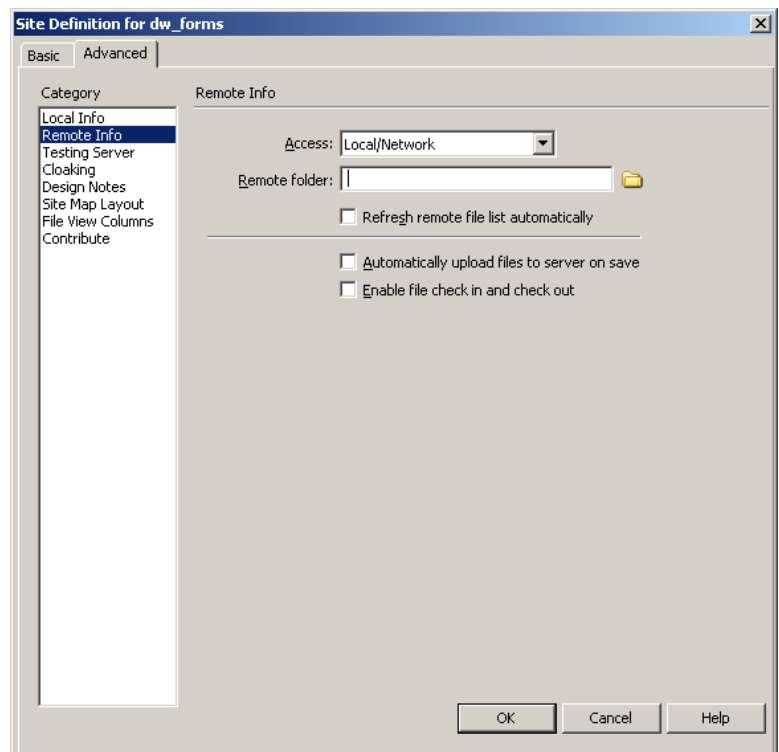 Site Definition for dw_forms
Basic
Advanced
Category
Local Info
Remote Info
Testing Server
Cloaking
Design Notes
Site Map Layout
File View Columns
Contribute
Remote Info
Access: Local/Network
Remote folder:
Refresh remote file list automatically
Automatically upload files to server on save
Enable file check in and check out
OK
Cancel
Help